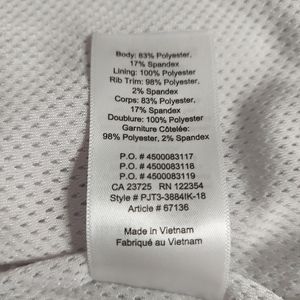 Body: 83% Polyester,
17% Spandex
Lining: 100% Polyester
Rib Trim: 98% Polyester,
2% Spandex
Corps: 83% Polyester,
17% Spandex
Doublure: 100% Polyester
Garniture Côtelée:
98% Polyester, 2% Spandex
P.O. # 4500083117
P.O. # 4500083118
P.O. # 4500083119
CA 23725 RN 122354
Style # PJT3-3884IK-18
Article # 67136
Made in Vietnam
Fabriqué au Vietnam